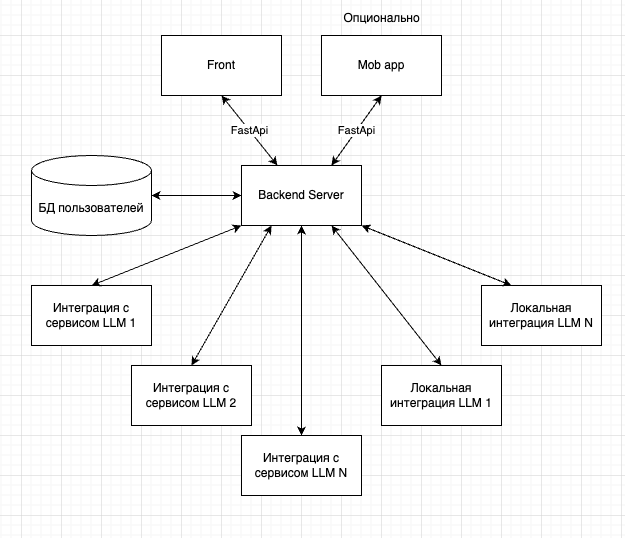 Опционально
Front
Mob app
FastApi
FastApi
БД пользователей
Backend Server
Интеграция с
сервисом LLM 1
Локальная
интеграция LLM N
Интеграция с
сервисом LLM 2
Локальная
интеграция LLM 1
Интеграция с
сервисом LLM N